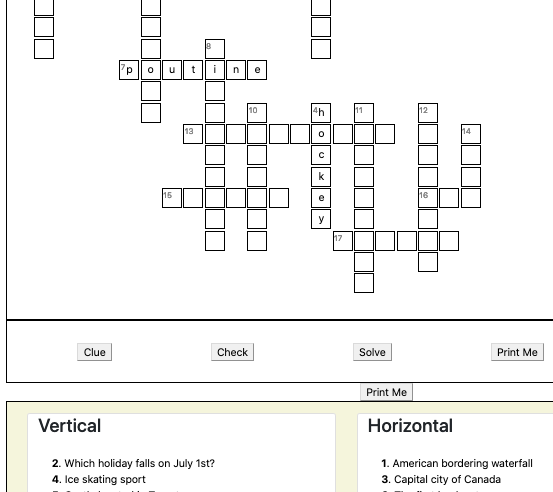 8
7 p o u t i n e
10 4 h 11 12
13 o 14
c
k
15 e 16
y
17
Clue Check Solve Print Me
Print Me
Vertical
2. Which holiday falls on July 1st?
4. Ice skating sport
Horizontal
1. American bordering waterfall
3. Capital city of Canada